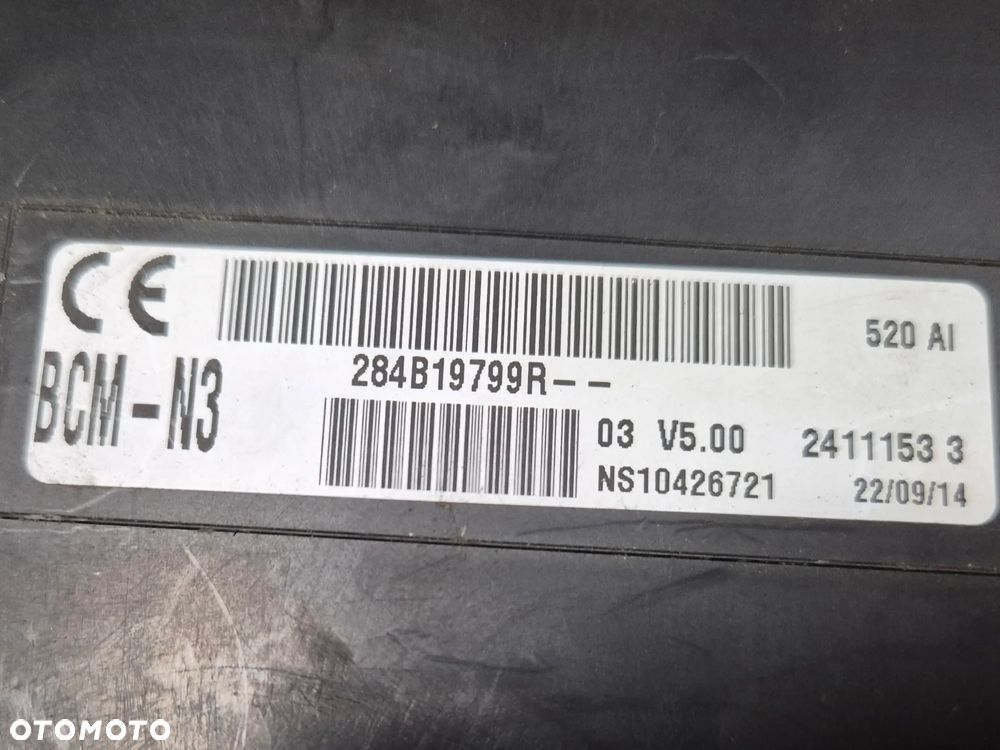 CE
520 AI
284B19799R--
BCM-N3
03 V5.00 2411153 3
NS10426721 22/09/14
OTOMOTO